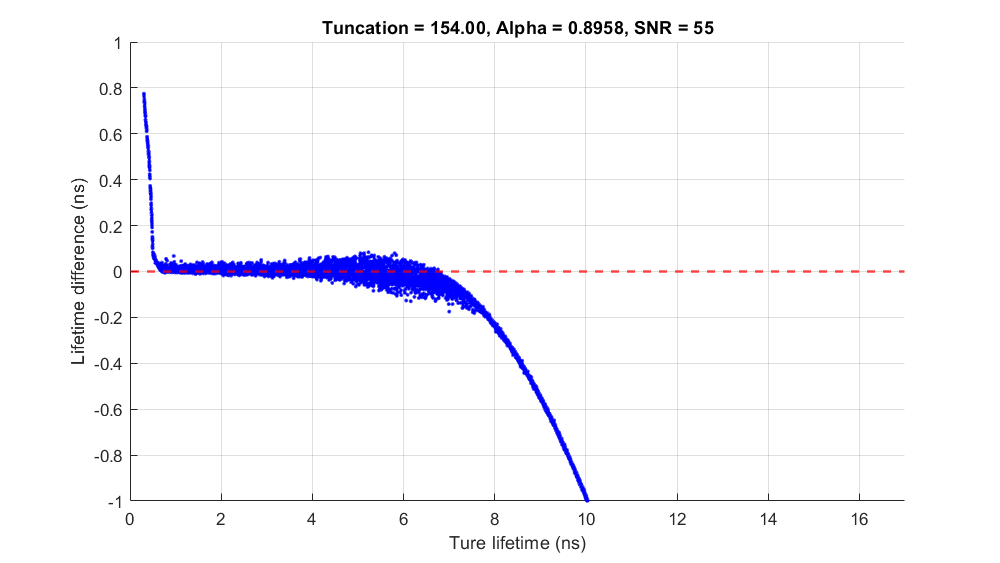 Tuncation = 154.00, Alpha = 0.8958, SNR = 55
1
0.8
0.6
0.4
0.2
0
-0.2
-0.4
-0.6
-0.8
-1
Lifetime difference (ns)
0 2 4 6 8 10 12 14 16
Ture lifetime (ns)